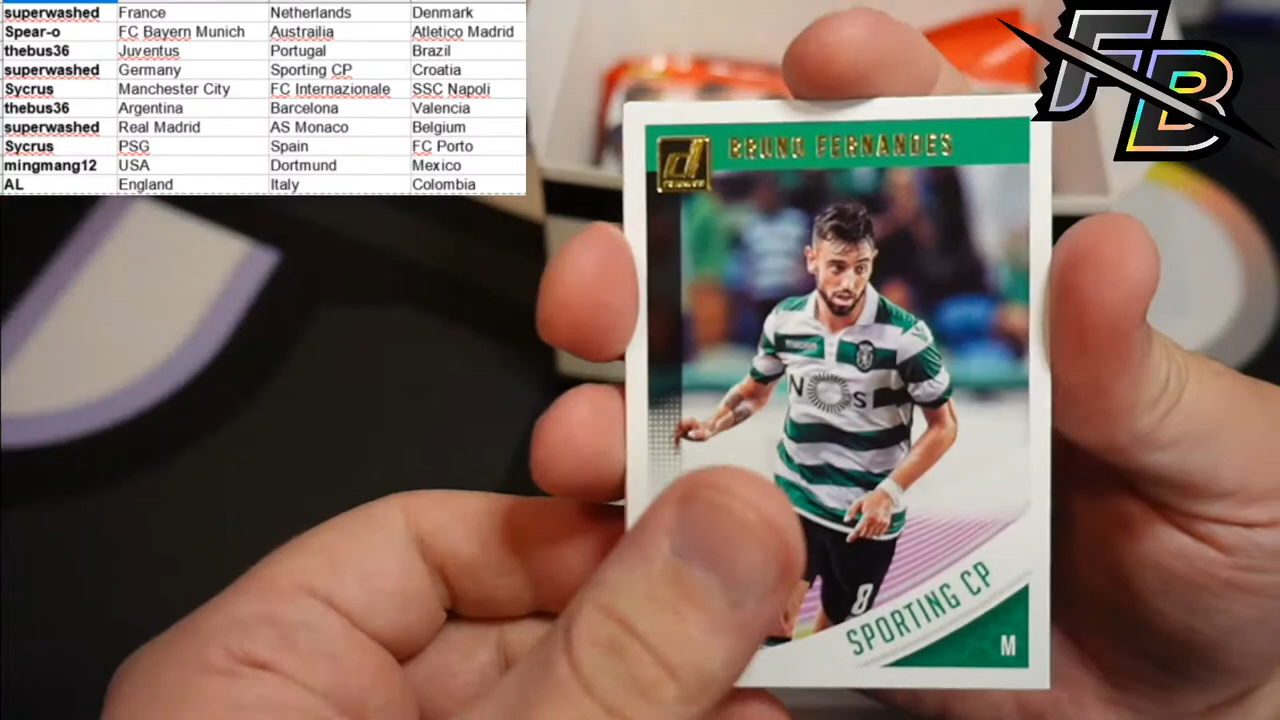 superwashed France Netherlands Denmark
Spear-o FC Bayern Munich Austrailia Atletico Madrid
thebus36 Juventus Portugal Brazil
superwashed Germany Sporting CP Croatia
Sycrus Manchester City FC Internazionale SSC Napoli
thebus36 Argentina Barcelona Valencia
superwashed Real Madrid AS Monaco Belgium
Sycrus PSG Spain FC Porto
mingmang12 USA Dortmund Mexico
AL England Italy Colombia
FB
d BRUNO FERNANDES
DONRUSS
macron
NOS
8
SPORTING CP
M